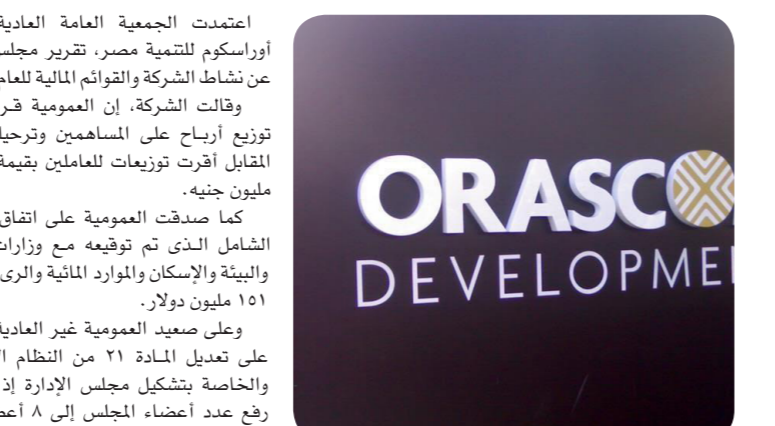 اعتمدت الجمعية العامة العادية
أوراسكوم للتنمية مصر، تقرير مجلس
عن نشاط الشركة والقوائم المالية للعام
وقالت الشركة، إن العمومية قر
توزيع أرباح على المساهمين وترحيل
المقابل أقرت توزيعات للعاملين بقيمة
مليون جنيه.
كما صدقت العمومية على اتفاق
الشامل الذى تم توقيعه مع وزارات
والبيئة والإسكان والموارد المائية والرى
١٥١ مليون دولار.
وعلى صعيد العمومية غير العادية
على تعديل المادة ٢١ من النظام ا
والخاصة بتشكيل مجلس الإدارة إذ
رفع عدد أعضاء المجلس إلى ٨ أعض
ORASCO
DEVELOPME